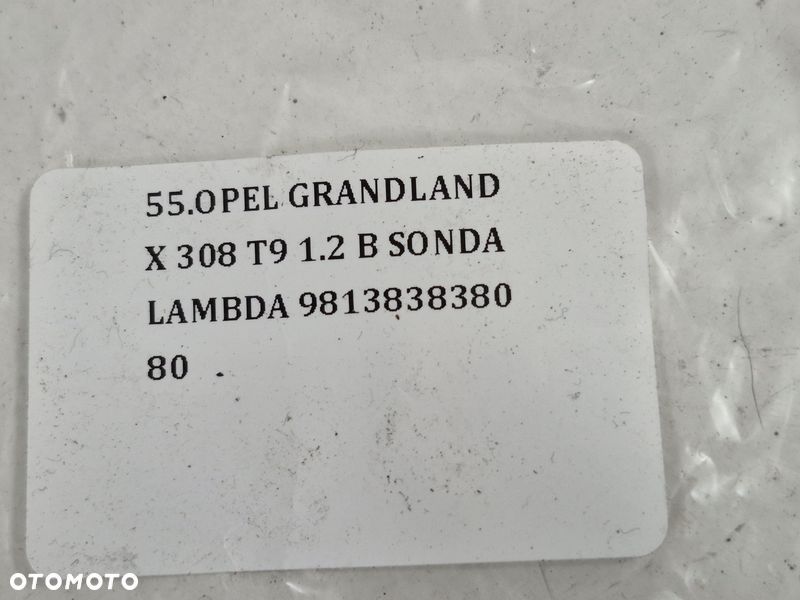 55.OPEL GRANDLAND
X 308 T9 1.2 B SONDA
LAMBDA 9813838380
80 .
OTOMOTO